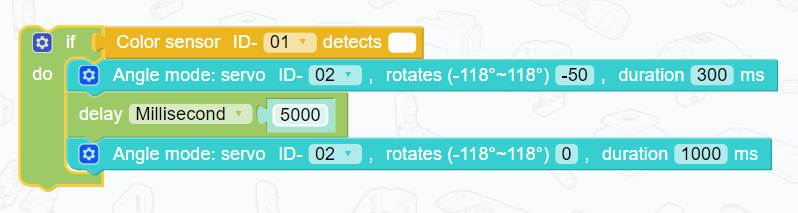 if Color sensor ID- 01 detects
do Angle mode: servo ID- 02 , rotates (-118°~118°) -50 , duration 300 ms
delay Millisecond 5000
Angle mode: servo ID- 02 , rotates (-118°~118°) 0 , duration 1000 ms